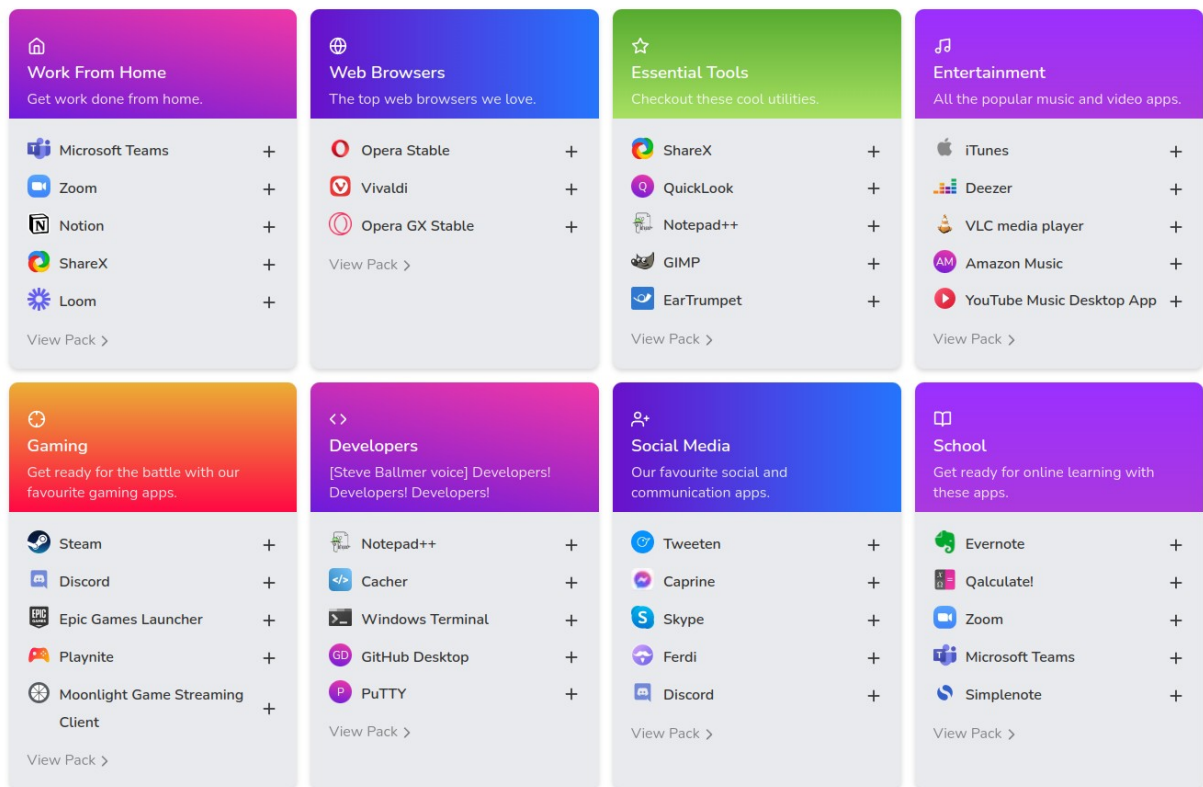 Work From Home
Get work done from home.
Microsoft Teams
Zoom
Notion
ShareX
Loom
View Pack
Web Browsers
The top web browsers we love.
Opera Stable
Vivaldi
Opera GX Stable
View Pack
Essential Tools
Checkout these cool utilities.
ShareX
Q
QuickLook
Notepad++
GIMP
EarTrumpet
View Pack
Entertainment
All the popular music and video apps.
iTunes
Deezer
VLC media player
AM
Amazon Music
YouTube Music Desktop App
View Pack
Gaming
Get ready for the battle with our
favourite gaming apps.
Steam
Discord
EPIC GAMES
Epic Games Launcher
Playnite
Moonlight Game Streaming
Client
View Pack
Developers
[Steve Ballmer voice] Developers!
Developers! Developers!
Notepad++
Cacher
Windows Terminal
GD
GitHub Desktop
P
PuTTY
View Pack
Social Media
Our favourite social and
communication apps.
Tweeten
Caprine
Skype
Ferdi
Discord
View Pack
School
Get ready for online learning with
these apps.
Evernote
Qalculate!
Zoom
Microsoft Teams
Simplenote
View Pack